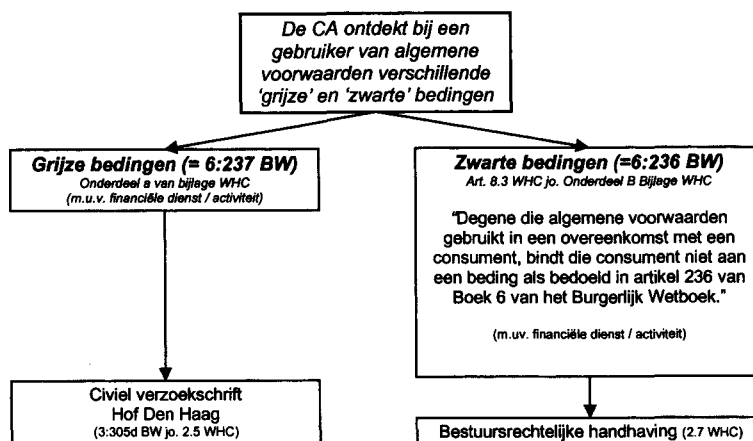 De CA ontdekt bij een
gebruiker van algemene
voorwaarden verschillende
'grijze' en 'zwarte' bedingen
Grijze bedingen (= 6:237 BW)
Onderdeel a van bijlage WHC
(m.u.v. financiële dienst / activiteit)
Zwarte bedingen (=6:236 BW)
Art. 8.3 WHC jo. Onderdeel B Bijlage WHC
"Degene die algemene voorwaarden
gebruikt in een overeenkomst met een
consument, bindt die consument niet aan
een beding als bedoeld in artikel 236 van
Boek 6 van het Burgerlijk Wetboek."
(m.uv. financiële dienst / activiteit)
Civiel verzoekschrift
Hof Den Haag
(3:305d BW jo. 2.5 WHC)
Bestuursrechtelijke handhaving (2.7 WHC)